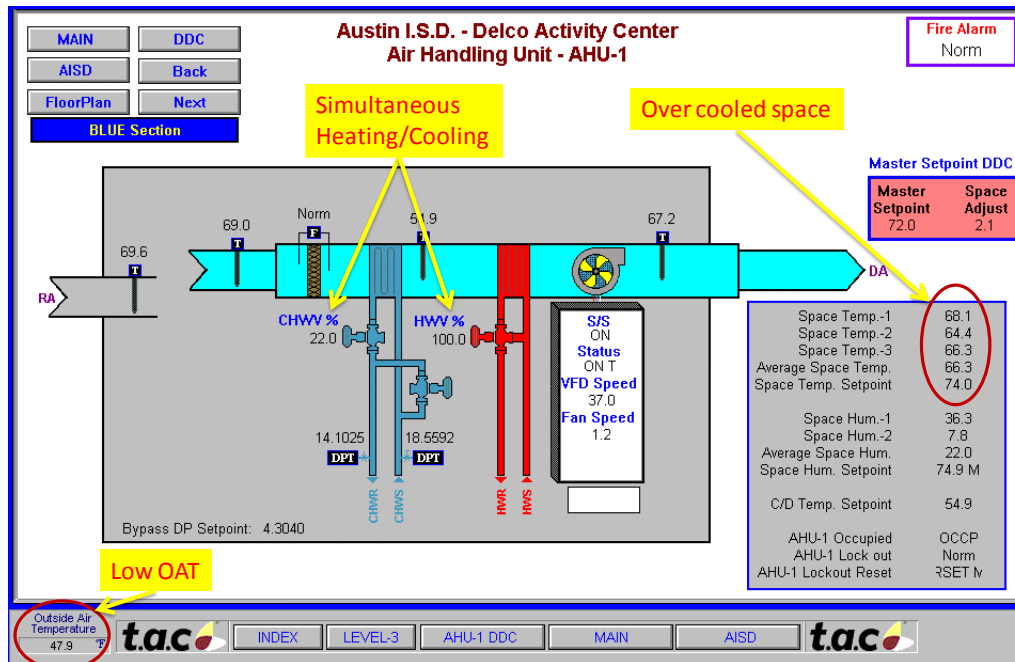 MAIN
DDC
AISD
Back
FloorPlan
Next
BLUE Section
Austin I.S.D. - Delco Activity Center
Air Handling Unit - AHU-1
Fire Alarm
Norm
Simultaneous
Heating/Cooling
Over cooled space
Master Setpoint DDC
Master Setpoint
Space Adjust
72.0
2.1
69.6
T
RA
69.0
T
Norm
F
T
67.2
T
DA
CHWV %
22.0
HWV %
100.0
S/S
ON
Status
ON T
VFD Speed
37.0
Fan Speed
1.2
14.1025
DPT
18.5592
DPT
CHWR
CHWS
HWR
HWS
Bypass DP Setpoint: 4.3040
Space Temp.-1 68.1
Space Temp.-2 64.4
Space Temp.-3 66.3
Average Space Temp. 66.3
Space Temp. Setpoint 74.0
Space Hum.-1 36.3
Space Hum.-2 7.8
Average Space Hum. 22.0
Space Hum. Setpoint 74.9 M
C/D Temp. Setpoint 54.9
AHU-1 Occupied OCCP
AHU-1 Lock out Norm
AHU-1 Lockout Reset
Low OAT
Outside Air
Temperature
47.9 °F
t.a.c
INDEX
LEVEL-3
AHU-1 DDC
MAIN
AISD
t.a.c